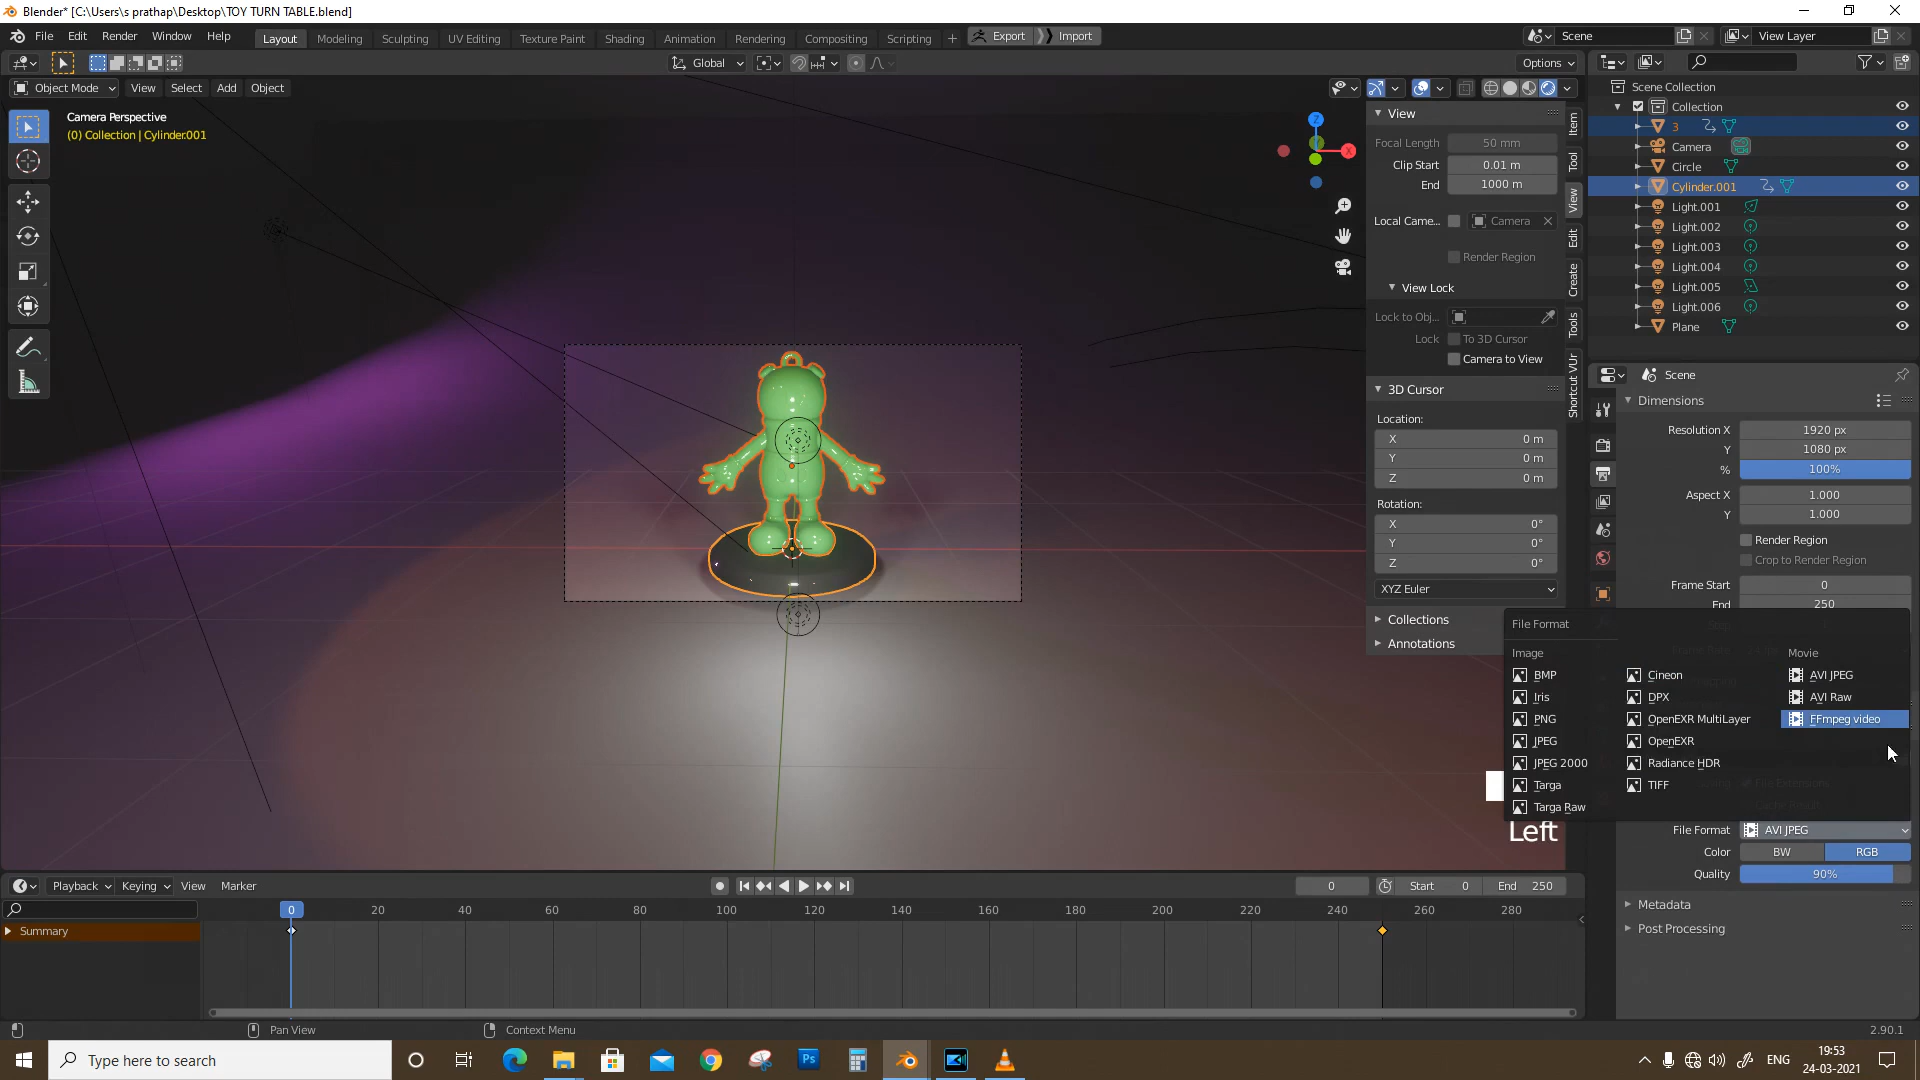 Blender* [C:\Users\s prathap\Desktop\TOY TURN TABLE.blend]
File Edit Render Window Help Layout Modeling Sculpting UV Editing Texture Paint Shading Animation Rendering Compositing Scripting + Export Import Scene View Layer
Global Options
Object Mode View Select Add Object
Camera Perspective
(0) Collection | Cylinder.001
Z
X
View
Focal Length 50 mm
Clip Start 0.01 m
End 1000 m
Local Came... Camera
Render Region
View Lock
Lock to Obj...
Lock To 3D Cursor
Camera to View
3D Cursor
Location:
X 0 m
Y 0 m
Z 0 m
Rotation:
X 0°
Y 0°
Z 0°
XYZ Euler
Collections
Annotations
Item
Tool
View
Edit
Create
Tools
Shortcut VUr
Scene Collection
Collection
3
Camera
Circle
Cylinder.001
Light.001
Light.002
Light.003
Light.004
Light.005
Light.006
Plane
Scene
Dimensions
Resolution X 1920 px
Y 1080 px
% 100%
Aspect X 1.000
Y 1.000
Render Region
Crop to Render Region
Frame Start 0
End 250
File Format
Image Movie
BMP Cineon AVI JPEG
Iris DPX AVI Raw
PNG OpenEXR MultiLayer FFmpeg video
JPEG OpenEXR
JPEG 2000 Radiance HDR
Targa TIFF
Targa Raw
File Extensions
Left
File Format AVI JPEG
Color BW RGB
Quality 90%
Metadata
Post Processing
Playback Keying View Marker 0 Start 0 End 250
0 20 40 60 80 100 120 140 160 180 200 220 240 260 280
Summary
Pan View Context Menu 2.90.1
Type here to search
Ps
ENG
19:53
24-03-2021